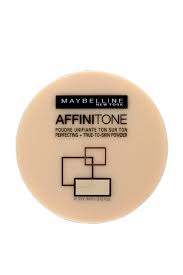 MAYBELLINE
NEW YORK
AFFINITONE
POUDRE UNIFIANTE TON SUR TON
PERFECTING + TRUE-TO-SKIN POWDER